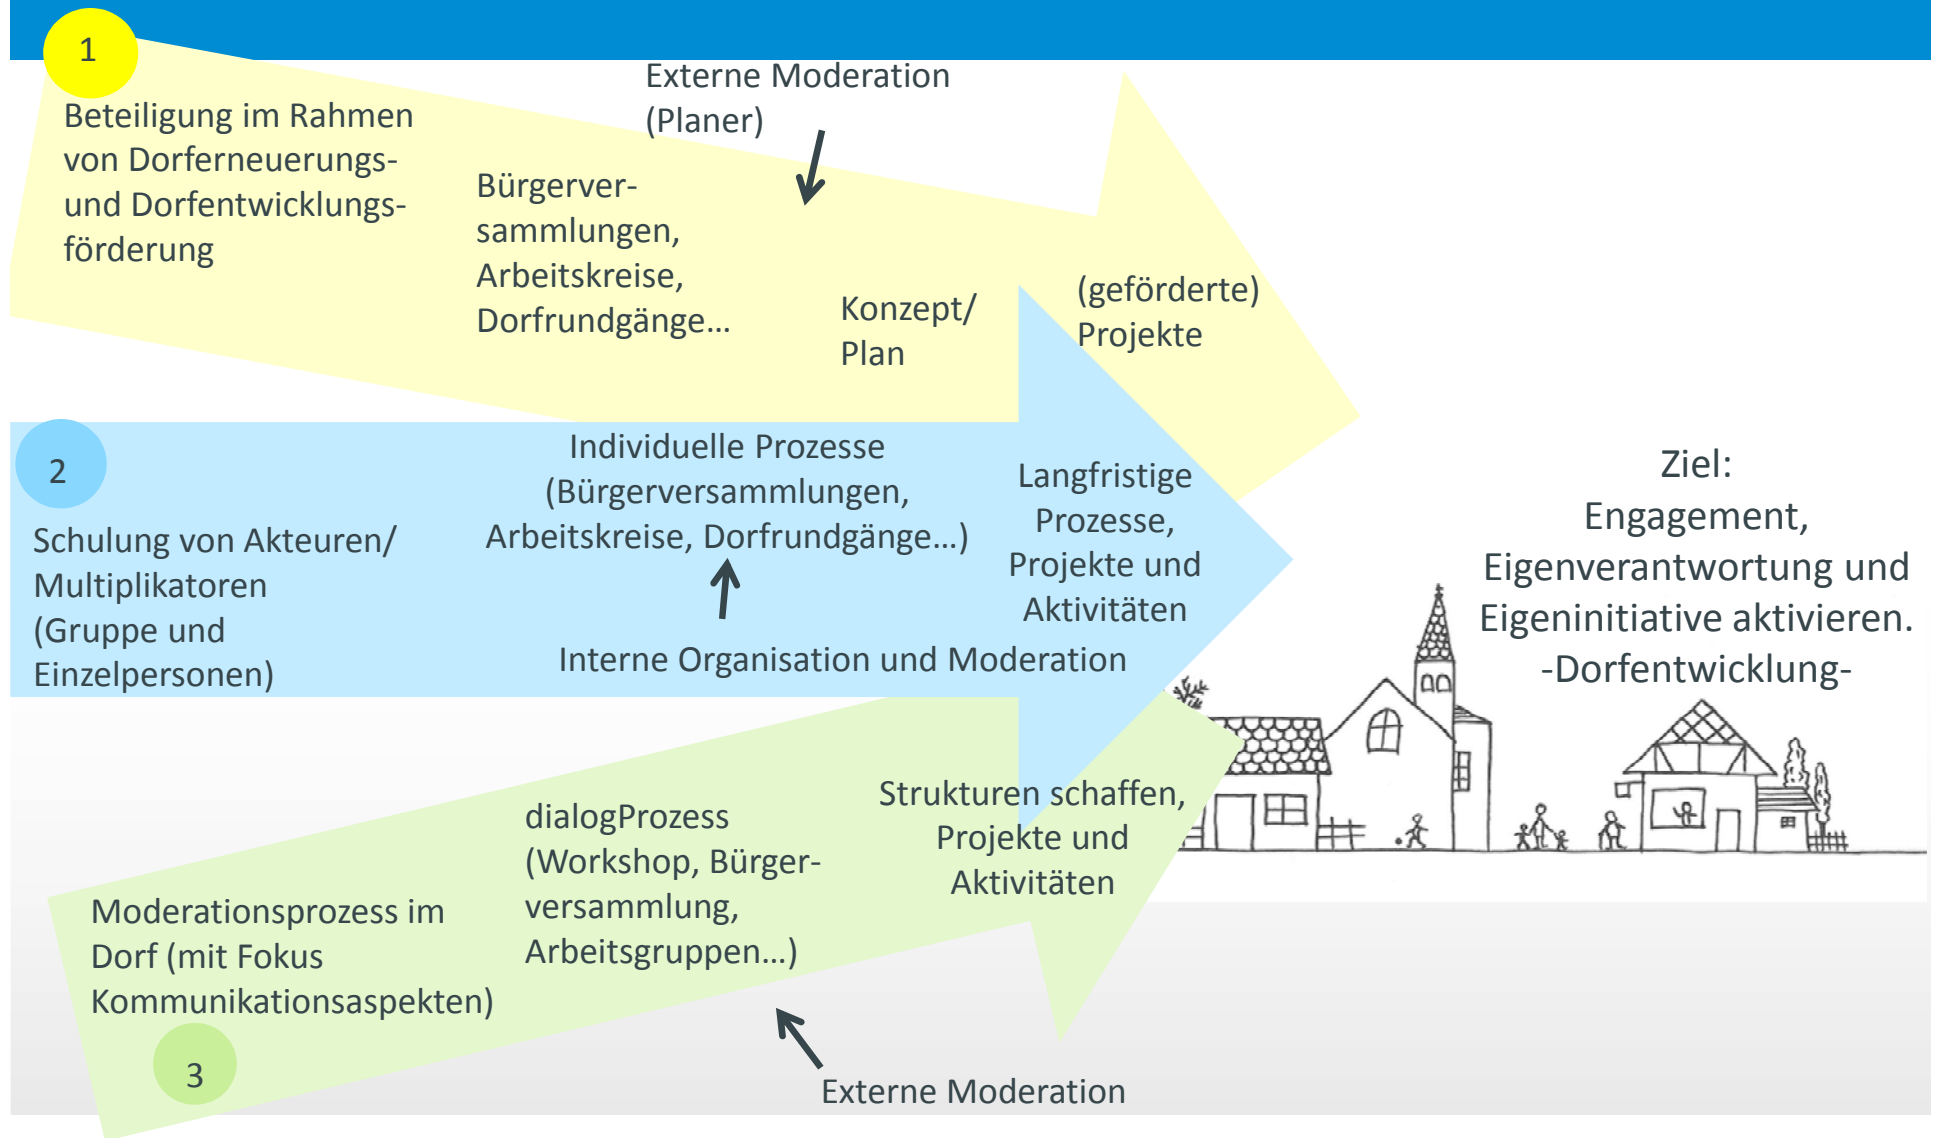 1
Beteiligung im Rahmen
von Dorferneuerungs-
und Dorfentwicklungs-
förderung
Externe Moderation
(Planer)
Bürgerver-
sammlungen,
Arbeitskreise,
Dorfrundgänge…
Konzept/
Plan
(geförderte)
Projekte
2
Schulung von Akteuren/
Multiplikatoren
(Gruppe und
Einzelpersonen)
Individuelle Prozesse
(Bürgerversammlungen,
Arbeitskreise, Dorfrundgänge…)
Interne Organisation und Moderation
Langfristige
Prozesse,
Projekte und
Aktivitäten
Ziel:
Engagement,
Eigenverantwortung und
Eigeninitiative aktivieren.
-Dorfentwicklung-
Moderationsprozess im
Dorf (mit Fokus
Kommunikationsaspekten)
3
dialogProzess
(Workshop, Bürger-
versammlung,
Arbeitsgruppen…)
Strukturen schaffen,
Projekte und
Aktivitäten
Externe Moderation